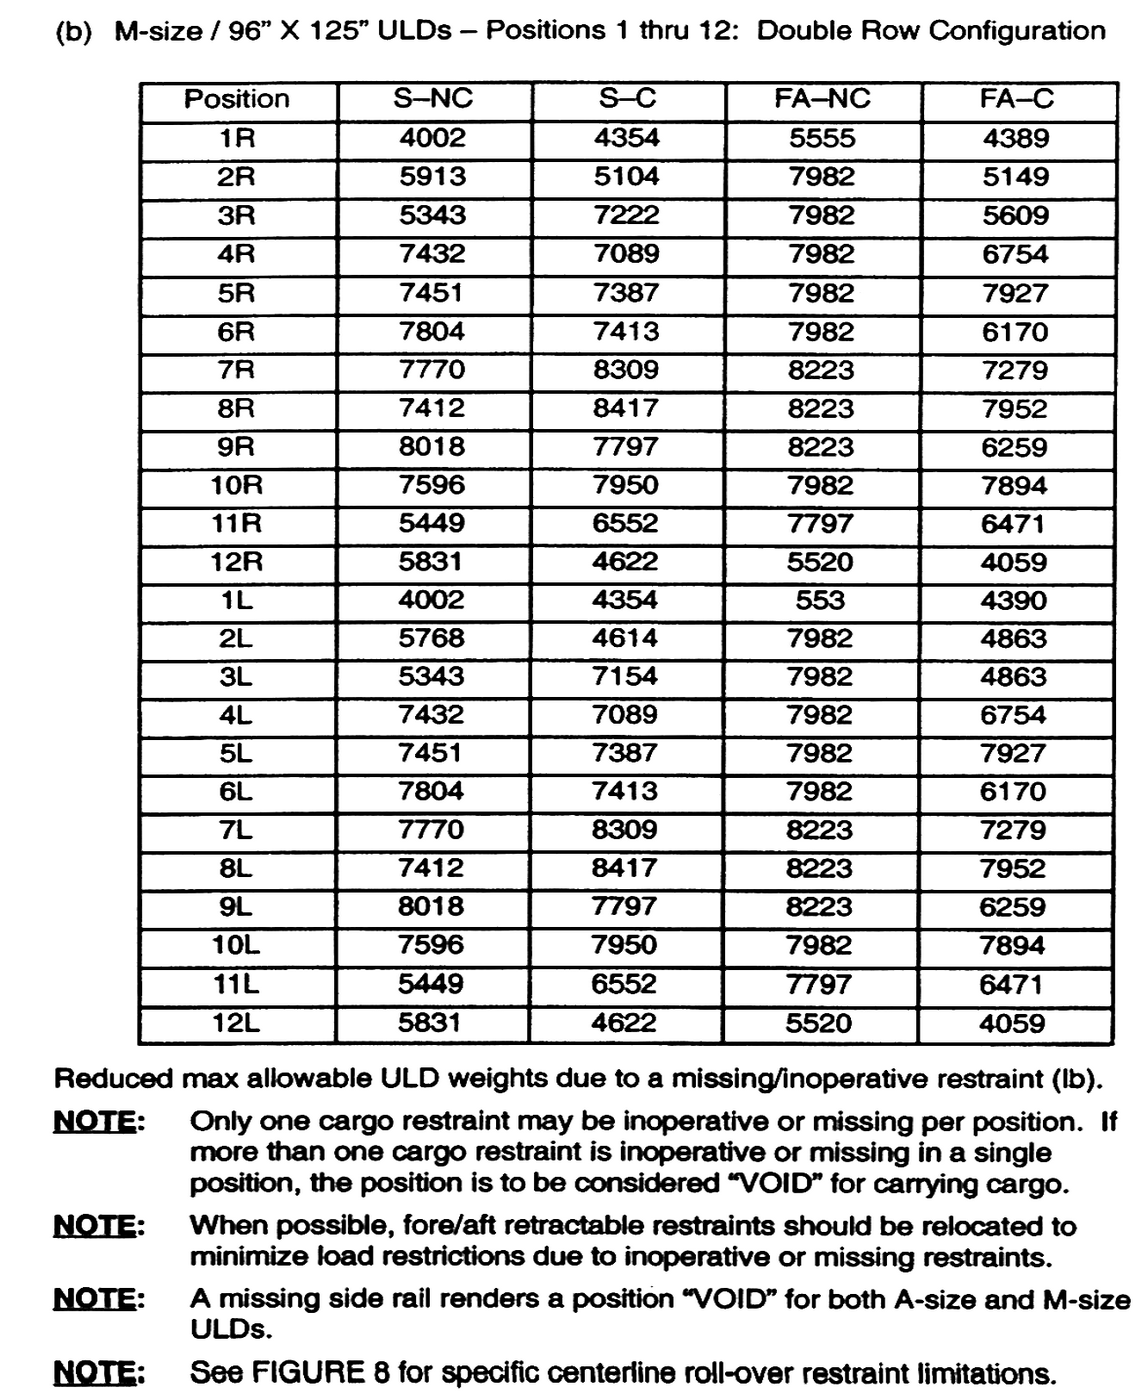 (b) M-size / 96” X 125” ULDs – Positions 1 thru 12: Double Row Configuration
Position S–NC S–C FA–NC FA–C
1R 4002 4354 5555 4389
2R 5913 5104 7982 5149
3R 5343 7222 7982 5609
4R 7432 7089 7982 6754
5R 7451 7387 7982 7927
6R 7804 7413 7982 6170
7R 7770 8309 8223 7279
8R 7412 8417 8223 7952
9R 8018 7797 8223 6259
10R 7596 7950 7982 7894
11R 5449 6552 7797 6471
12R 5831 4622 5520 4059
1L 4002 4354 553 4390
2L 5768 4614 7982 4863
3L 5343 7154 7982 4863
4L 7432 7089 7982 6754
5L 7451 7387 7982 7927
6L 7804 7413 7982 6170
7L 7770 8309 8223 7279
8L 7412 8417 8223 7952
9L 8018 7797 8223 6259
10L 7596 7950 7982 7894
11L 5449 6552 7797 6471
12L 5831 4622 5520 4059
Reduced max allowable ULD weights due to a missing/inoperative restraint (lb).
NOTE: Only one cargo restraint may be inoperative or missing per position. If
more than one cargo restraint is inoperative or missing in a single
position, the position is to be considered “VOID” for carrying cargo.
NOTE: When possible, fore/aft retractable restraints should be relocated to
minimize load restrictions due to inoperative or missing restraints.
NOTE: A missing side rail renders a position “VOID” for both A-size and M-size
ULDs.
NOTE: See FIGURE 8 for specific centerline roll-over restraint limitations.